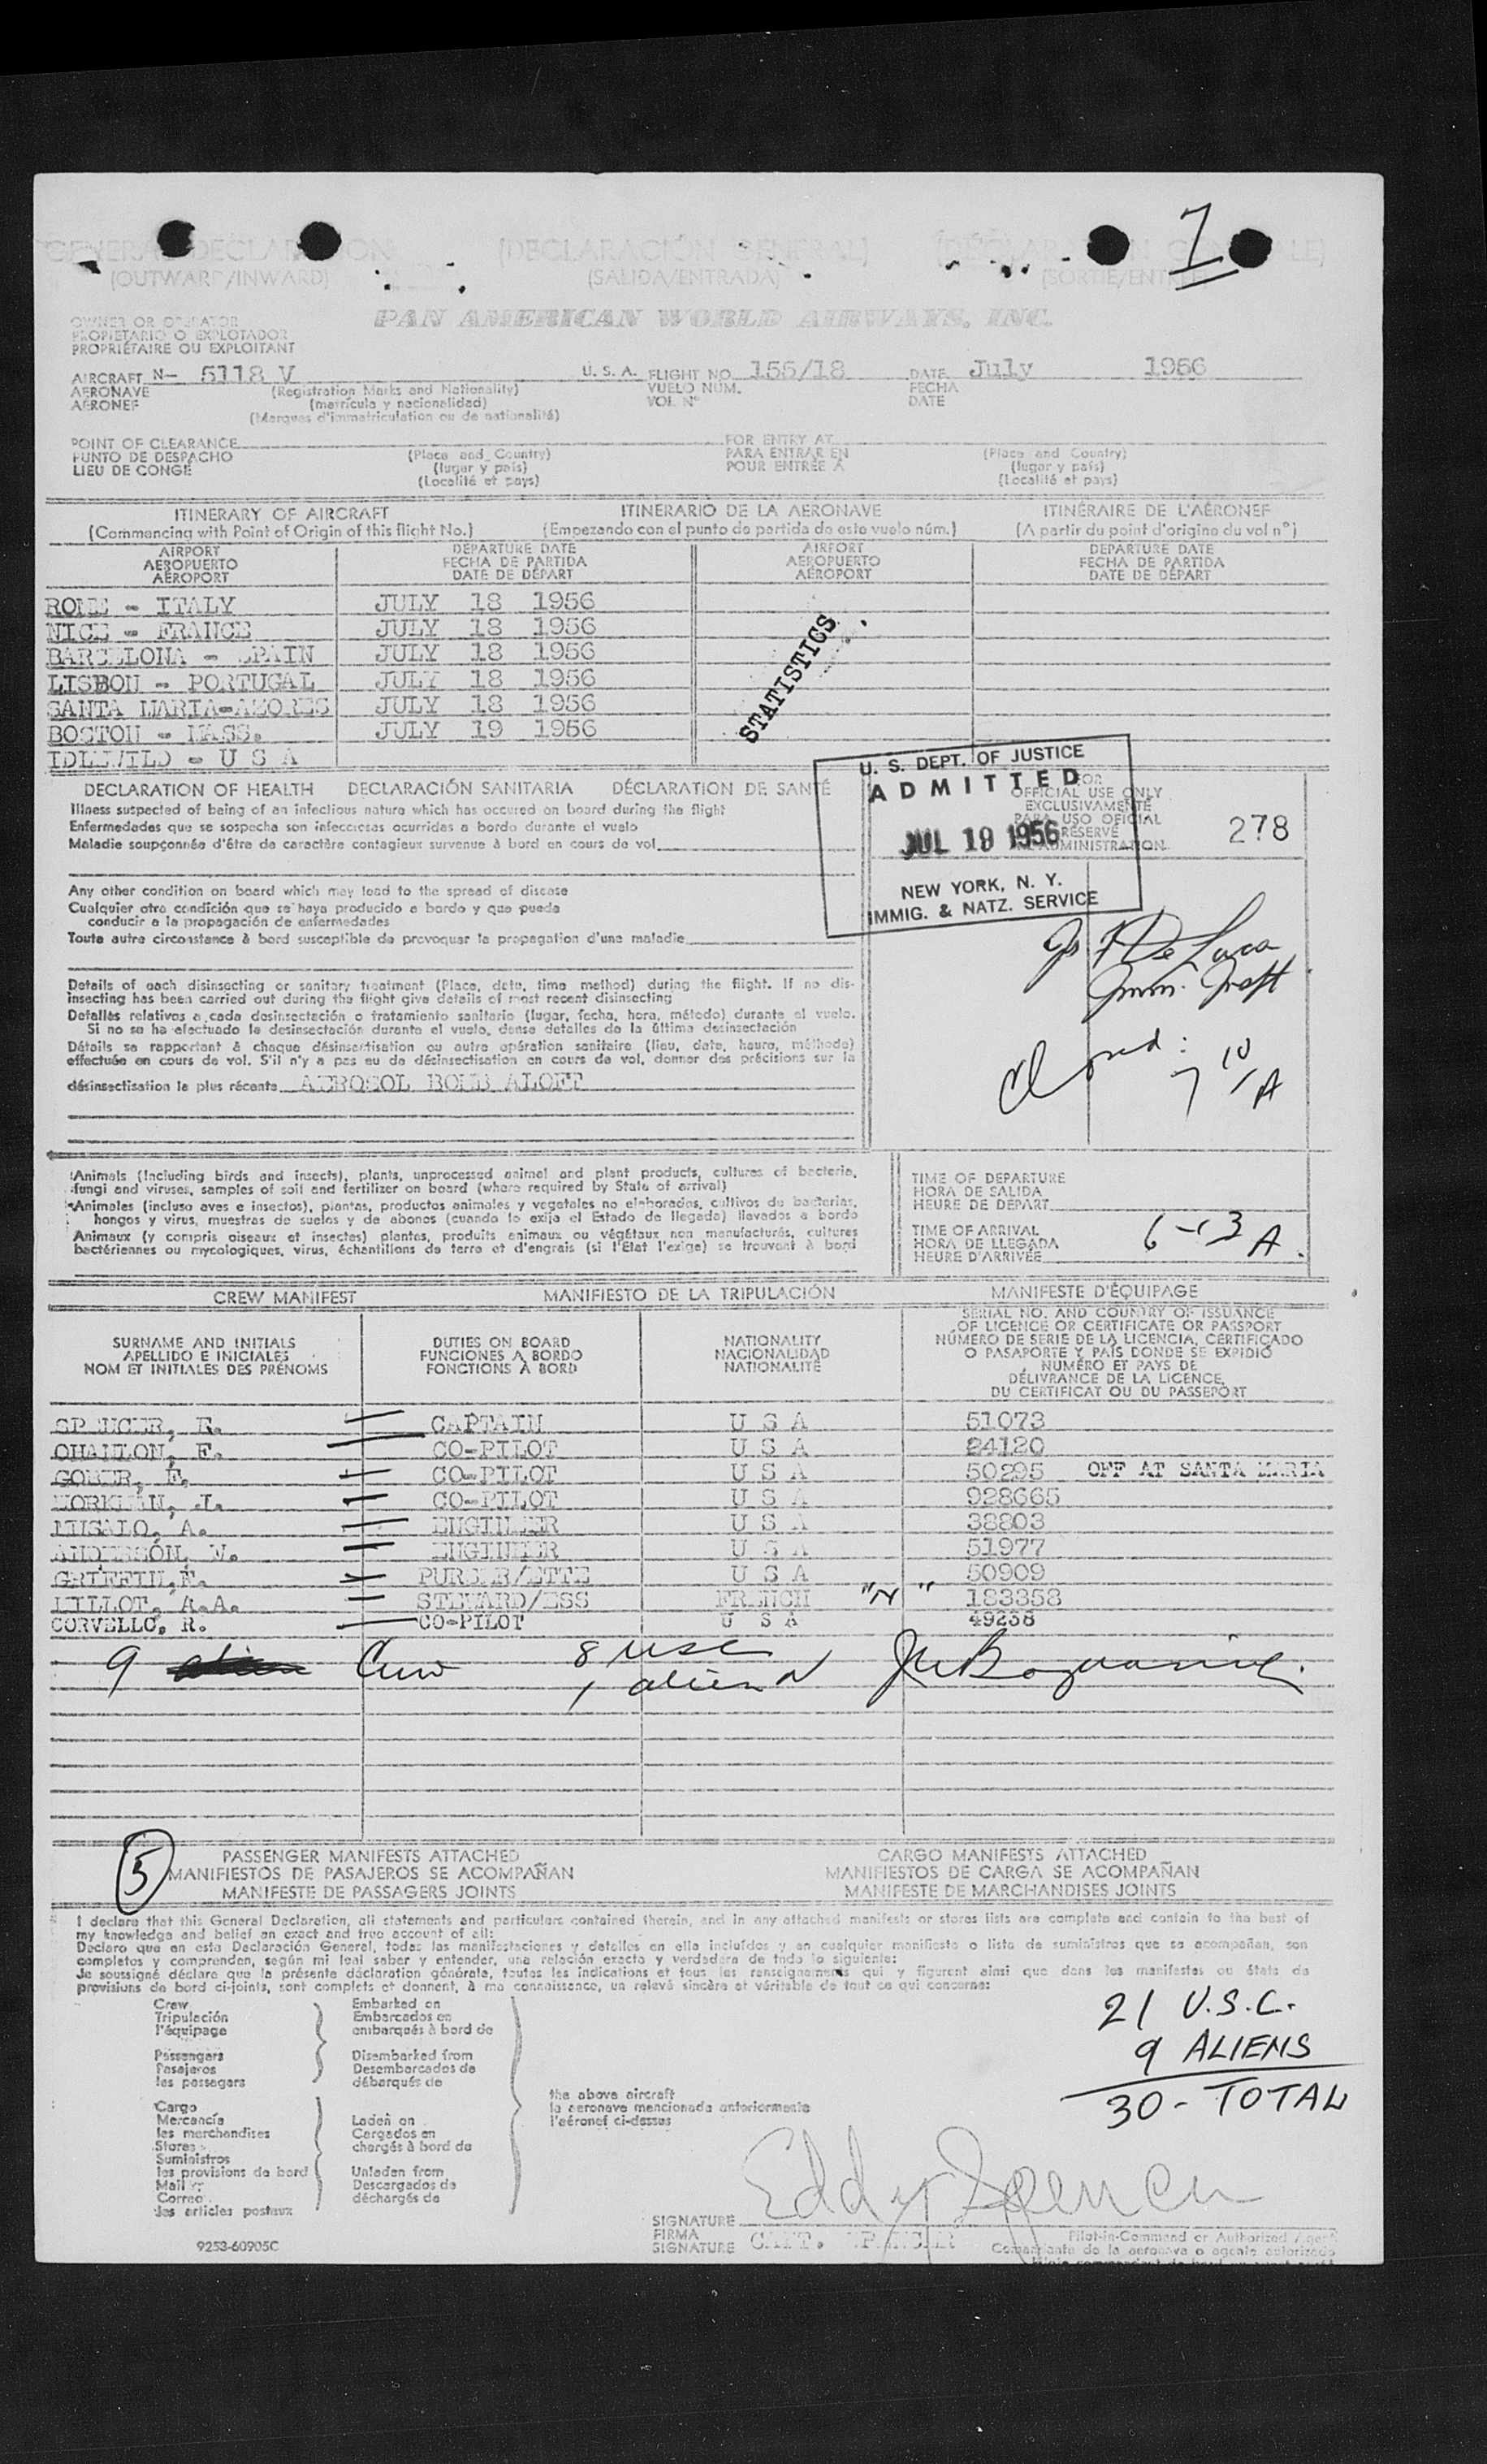 1
GENERAL DECLARATION (DECLARACIÓN GENERAL) (DÉCLARATION GÉNÉRALE)
(OUTWARD/INWARD) (SALIDA/ENTRADA) (SORTIE/ENTRÉE)
OWNER OR OPERATOR
PROPIETARIO O EXPLOTADOR
PROPRIÉTAIRE OU EXPLOITANT
PAN AMERICAN WORLD AIRWAYS, INC.
AIRCRAFT N- 5118 V U. S. A. FLIGHT NO. 155/18 DATE July 1956
AERONAVE (Registration Marks and Nationality) VUELO NÚM. FECHA
AÉRONEF (matrícula y nacionalidad) VOL Nº DATE
(Marques d'immatriculation ou de nationalité)
POINT OF CLEARANCE FOR ENTRY AT
PUNTO DE DESPACHO (Place and Country) PARA ENTRAR EN (Place and Country)
LIEU DE CONGÉ (lugar y país) POUR ENTRÉE À (lugar y país)
(Localité et pays) (Localité et pays)
ITINERARY OF AIRCRAFT ITINERARIO DE LA AERONAVE ITINÉRAIRE DE L'AÉRONEF
(Commencing with Point of Origin of this flight No.) (Empezando con el punto de partida de este vuelo núm.) (A partir du point d'origine du vol nº)
AIRPORT DEPARTURE DATE AIRPORT DEPARTURE DATE
AEROPUERTO FECHA DE PARTIDA AEROPUERTO FECHA DE PARTIDA
AÉROPORT DATE DE DÉPART AÉROPORT DATE DE DÉPART
ROME - ITALY JULY 18 1956
NICE - FRANCE JULY 18 1956
BARCELLONA - SPAIN JULY 18 1956
LISBON - PORTUGAL JULY 18 1956
SANTA MARIA-AZORES JULY 18 1956
BOSTON - MASS. JULY 19 1956
IDLEWILD - U S A
STATISTICS
DECLARATION OF HEALTH DECLARACIÓN SANITARIA DÉCLARATION DE SANTÉ
Illness suspected of being of an infectious nature which has occured on board during the flight
Enfermedades que se sospecha son infecciosas ocurridas a bordo durante el vuelo
Maladie soupçonnée d'être de caractère contagieux survenue à bord en cours de vol
FOR
OFFICIAL USE ONLY
EXCLUSIVAMENTE
PARA USO OFICIAL
RÉSERVÉ
ADMINISTRATION
278
U. S. DEPT. OF JUSTICE
ADMITTED
JUL 19 1956
NEW YORK, N. Y.
IMMIG. & NATZ. SERVICE
Any other condition on board which may lead to the spread of disease
Cualquier otra condición que se haya producido a bordo y que pueda
conducir a la propagación de enfermedades
Toute autre circonstance à bord susceptible de provoquer la propagation d'une maladie
De Luca
Imm. Insp
Details of each disinsecting or sanitary treatment (Place, date, time method) during the flight. If no dis-
insecting has been carried out during the flight give details of most recent disinsecting
Detalles relativos a cada desinsectación o tratamiento sanitario (lugar, fecha, hora, método) durante el vuelo.
Si no se ha efectuado la desinsectación durante el vuelo, dense detalles de la última desinsectación
Détails se rapportant à chaque désinsectisation ou autre opération sanitaire (lieu, date, heure, méthode)
effectuée en cours de vol. S'il n'y a pas eu de désinsectisation en cours de vol, donner des précisions sur la
désinsectisation la plus récente AEROSOL BOMB ALOFT
7 10 A
Animals (Including birds and insects), plants, unprocessed animal and plant products, cultures of bacteria,
fungi and viruses, samples of soil and fertilizer on board (where required by State of arrival)
Animales (incluso aves e insectos), plantas, productos animales y vegetales no elaborados, cultivos de bacterias,
hongos y virus, muestras de suelos y de abonos (cuando lo exija el Estado de llegada) llevados a bordo
Animaux (y compris oiseaux et insectes) plantes, produits animaux ou végétaux non manufacturés, cultures
bactériennes ou mycologiques, virus, échantillons de terre et d'engrais (si l'État l'exige) se trouvant à bord
TIME OF DEPARTURE
HORA DE SALIDA
HEURE DE DÉPART
TIME OF ARRIVAL
HORA DE LLEGADA 6-13 A.
HEURE D'ARRIVÉE
CREW MANIFEST MANIFIESTO DE LA TRIPULACIÓN MANIFESTE D'ÉQUIPAGE
SURNAME AND INITIALS
APELLIDO E INICIALES
NOM ET INITIALES DES PRÉNOMS
DUTIES ON BOARD
FUNCIONES A BORDO
FONCTIONS À BORD
NATIONALITY
NACIONALIDAD
NATIONALITÉ
SERIAL NO. AND COUNTRY OF ISSUANCE
OF LICENCE OR CERTIFICATE OR PASSPORT
NÚMERO DE SERIE DE LA LICENCIA, CERTIFICADO
O PASAPORTE Y PAÍS DONDE SE EXPIDIÓ
NUMÉRO ET PAYS DE
DÉLIVRANCE DE LA LICENCE,
DU CERTIFICAT OU DU PASSEPORT
SPENCER, E. CAPTAIN U S A 51073
OHANLON, F. CO-PILOT U S A 24120
GOBER, F. CO-PILOT U S A 50295 OFF AT SANTA MARIA
WORKMAN, J. CO-PILOT U S A 928665
MUSALO, A. ENGINEER U S A 38803
ANDERSON, W. ENGINEER U S A 51977
GRIFFIN, F. PURSER/ETTE U S A 50909
MILLOT, A.A. STEWARD/ESS FRENCH "N" 183358
CORVELLO, R. CO-PILOT U S A 49238
9 Crew 8 USC
1 alien N
5
PASSENGER MANIFESTS ATTACHED CARGO MANIFESTS ATTACHED
MANIFIESTOS DE PASAJEROS SE ACOMPAÑAN MANIFIESTOS DE CARGA SE ACOMPAÑAN
MANIFESTE DE PASSAGERS JOINTS MANIFESTE DE MARCHANDISES JOINTS
I declare that this General Declaration, all statements and particulars contained therein, and in any attached manifests or stores lists are complete and contain to the best of
my knowledge and belief an exact and true account of all:
Declaro que en esta Declaración General, todas las manifestaciones y detalles en ella incluídos y en cualquier manifiesto o lista de suministros que se acompañan, son
completos y comprenden, según mi leal saber y entender, una relación exacta y verdadera de todo lo siguiente:
Je soussigné déclare que la présente déclaration générale, toutes les indications et tous les renseignements qui y figurent ainsi que dans les manifestes ou états de
provisions de bord ci-joints, sont complets et donnent, à ma connaissance, un relevé sincère et véritable de tout ce qui concerne:
Crew Embarked on
Tripulación Embarcados en
l'équipage embarqués à bord de
Passengers Disembarked from
Pasajeros Desembarcados de
les passagers débarqués de
the above aircraft
la aeronave mencionada anteriormente
l'aéronef ci-dessus
Cargo
Mercancía Laden on
les merchandises Cargados en
Stores chargés à bord de
Suministros
les provisions de bord Unladen from
Mail Descargados de
Correo déchargés de
les articles postaux
21 U.S.C.
9 ALIENS
30 - TOTAL
Eddy Spencer
SIGNATURE
FIRMA
SIGNATURE CAPT. SPENCER
Pilot-in-Command or Authorized Agent
Comandante de la aeronave o agente autorizado
9253-60905C